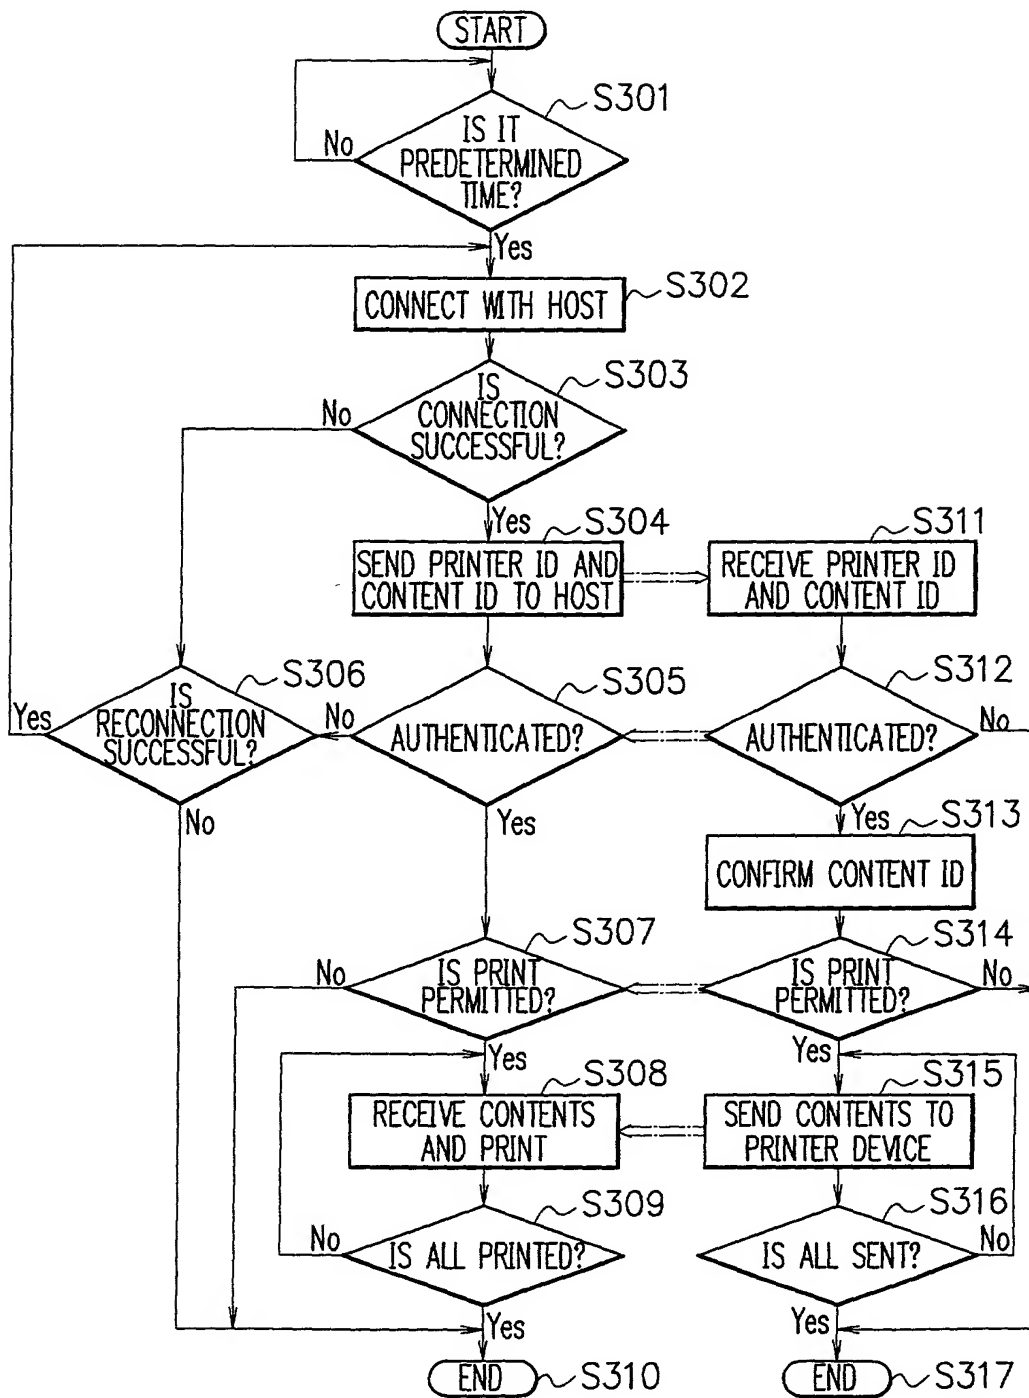 START
S301
No
IS IT
PREDETERMINED
TIME?
Yes
S302
CONNECT WITH HOST
S303
No
IS
CONNECTION
SUCCESSFUL?
Yes
S304
S311
SEND PRINTER ID AND
CONTENT ID TO HOST
RECEIVE PRINTER ID
AND CONTENT ID
S306
S305
S312
Yes
IS
RECONNECTION
SUCCESSFUL?
No
AUTHENTICATED?
AUTHENTICATED?
No
No
Yes
Yes
S313
CONFIRM CONTENT ID
S307
S314
No
IS PRINT
PERMITTED?
IS PRINT
PERMITTED?
No
Yes
Yes
S308
S315
RECEIVE CONTENTS
AND PRINT
SEND CONTENTS TO
PRINTER DEVICE
S309
S316
No
IS ALL PRINTED?
IS ALL SENT?
No
Yes
Yes
END
S310
END
S317